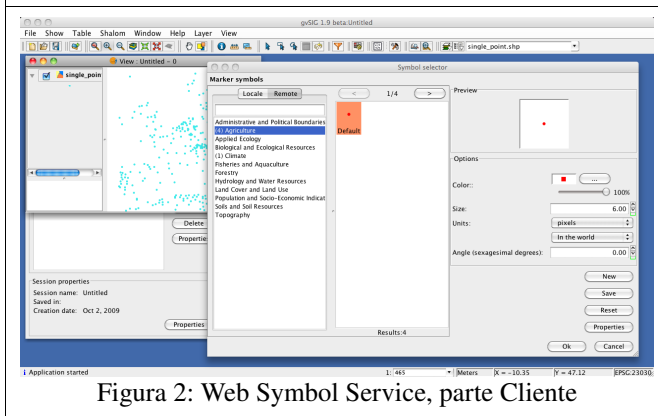 gvSIG 1.9 beta:Untitled
File Edit Show Table Shalom Window Help Layer View
single_point.shp
View : Untitled – 0
single_poin
Symbol selector
Marker symbols
Locale Remote
Administrative and Political Boundaries
(4) Agriculture
Applied Ecology
Biological and Ecological Resources
(1) Climate
Fisheries and Aquaculture
Forestry
Hydrology and Water Resources
Land Cover and Land Use
Population and Socio-Economic Indicat
Soils and Soil Resources
Topography
< 1/4 >
Default
Results:4
Preview
Options
Color:: ...
100%
Size: 6.00
Units: pixels
In the world
Angle (sexagesimal degrees): 0.00
New
Save
Reset
Properties
Ok Cancel
Delete
Propertie
Session properties
Session name: Untitled
Saved in:
Creation date: Oct 2, 2009
Properties
Application started 1: 465 Meters X = -10.35 Y = 47.12 EPSG:23030
Figura 2: Web Symbol Service, parte Cliente